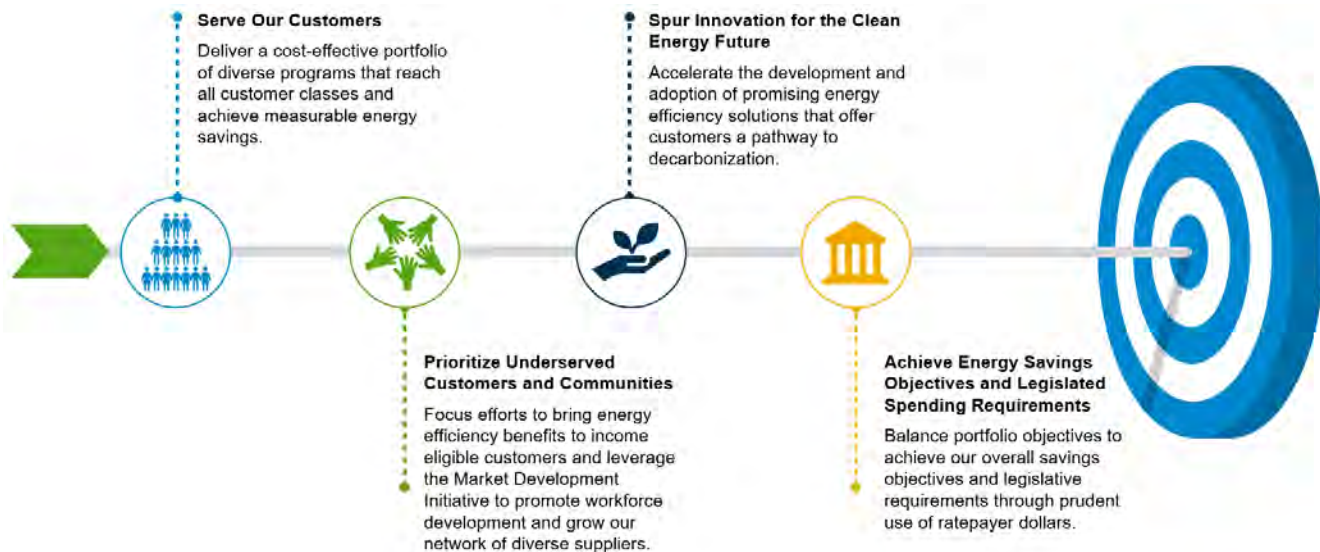 Serve Our Customers
Deliver a cost-effective portfolio
of diverse programs that reach
all customer classes and
achieve measurable energy
savings.
Prioritize Underserved
Customers and Communities
Focus efforts to bring energy
efficiency benefits to income
eligible customers and leverage
the Market Development
Initiative to promote workforce
development and grow our
network of diverse suppliers.
Spur Innovation for the Clean
Energy Future
Accelerate the development and
adoption of promising energy
efficiency solutions that offer
customers a pathway to
decarbonization.
Achieve Energy Savings
Objectives and Legislated
Spending Requirements
Balance portfolio objectives to
achieve our overall savings
objectives and legislative
requirements through prudent
use of ratepayer dollars.